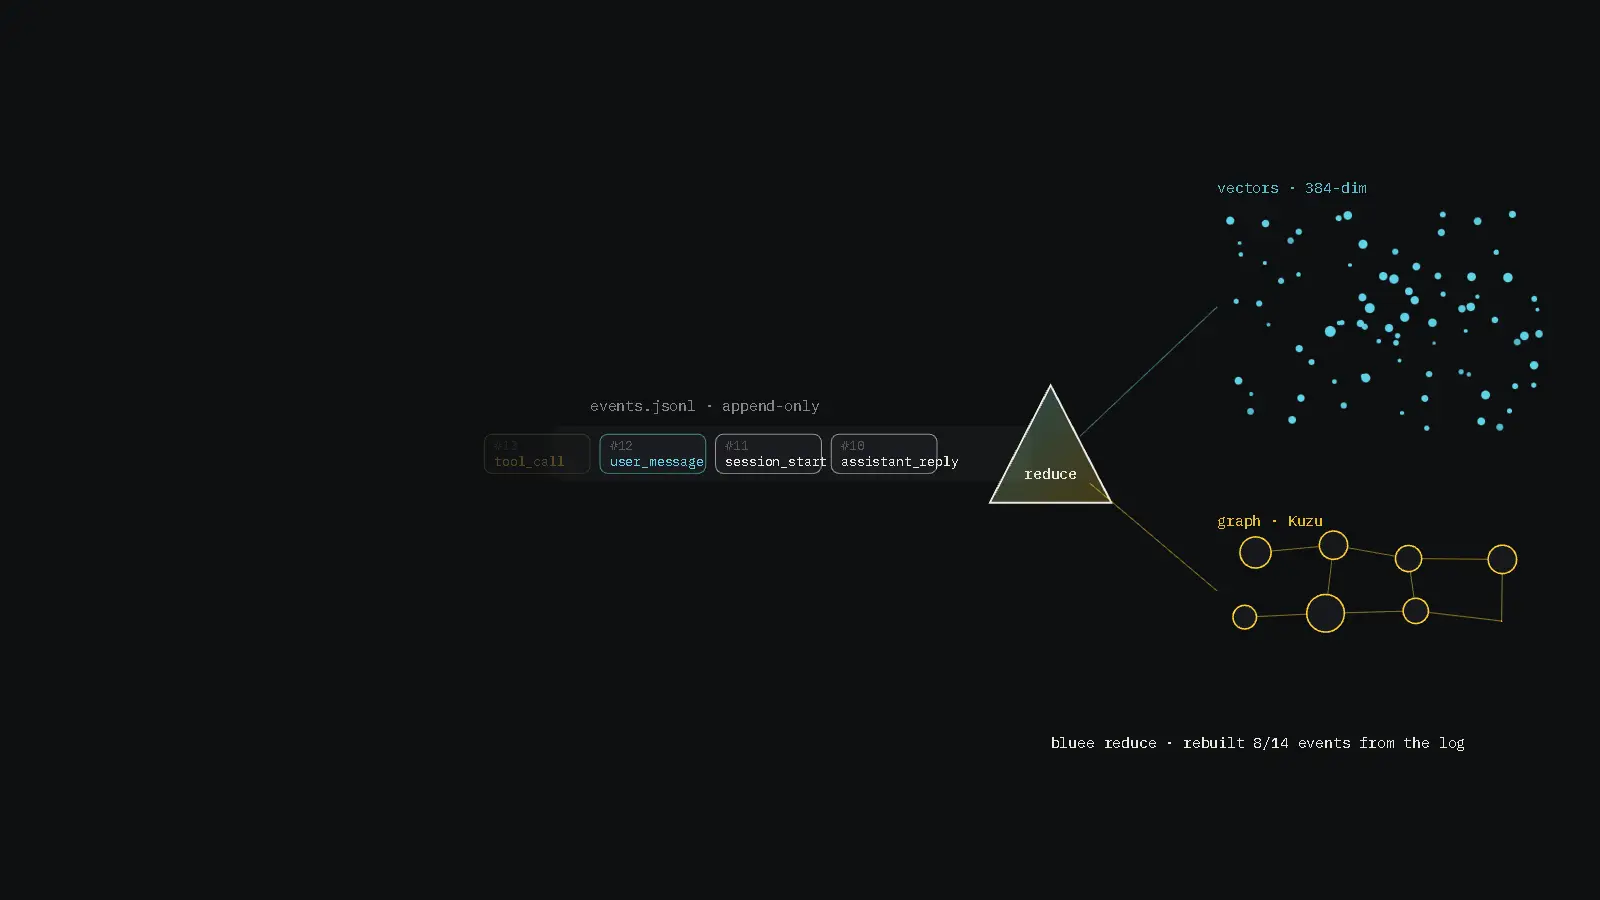 vectors · 384-dim
events.jsonl · append-only
#13
tool_call
#12
user_message
#11
session_start
#10
assistant_reply
reduce
graph · Kuzu
bluee reduce · rebuilt 8/14 events from the log